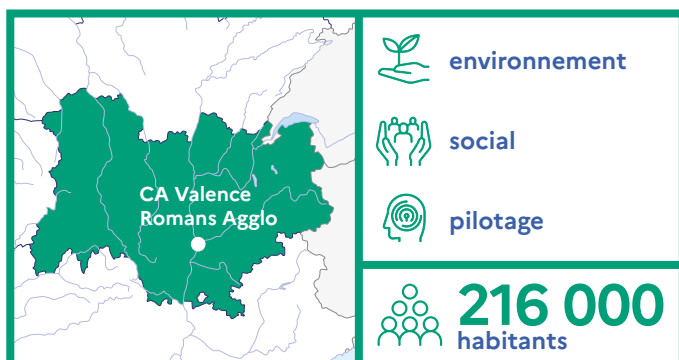 CA Valence
Romans Agglo
environnement
social
pilotage
216 000
habitants